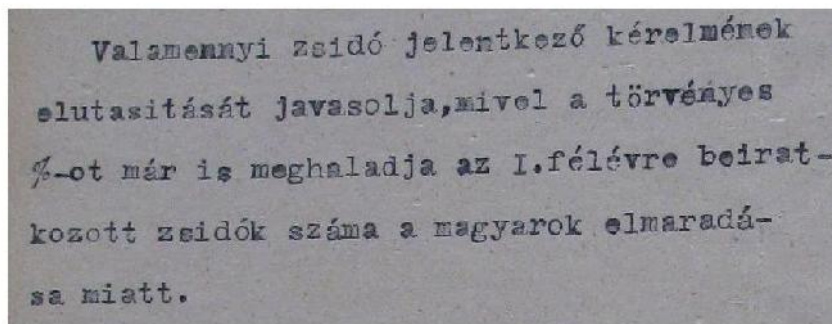 Valamennyi zsidó jelentkező kérelmének
elutasitását javasolja,mivel a törvényes
%-ot már is meghaladja az I.félévre beirat-
kozott zsidók száma a magyarok elmaradá-
sa miatt.